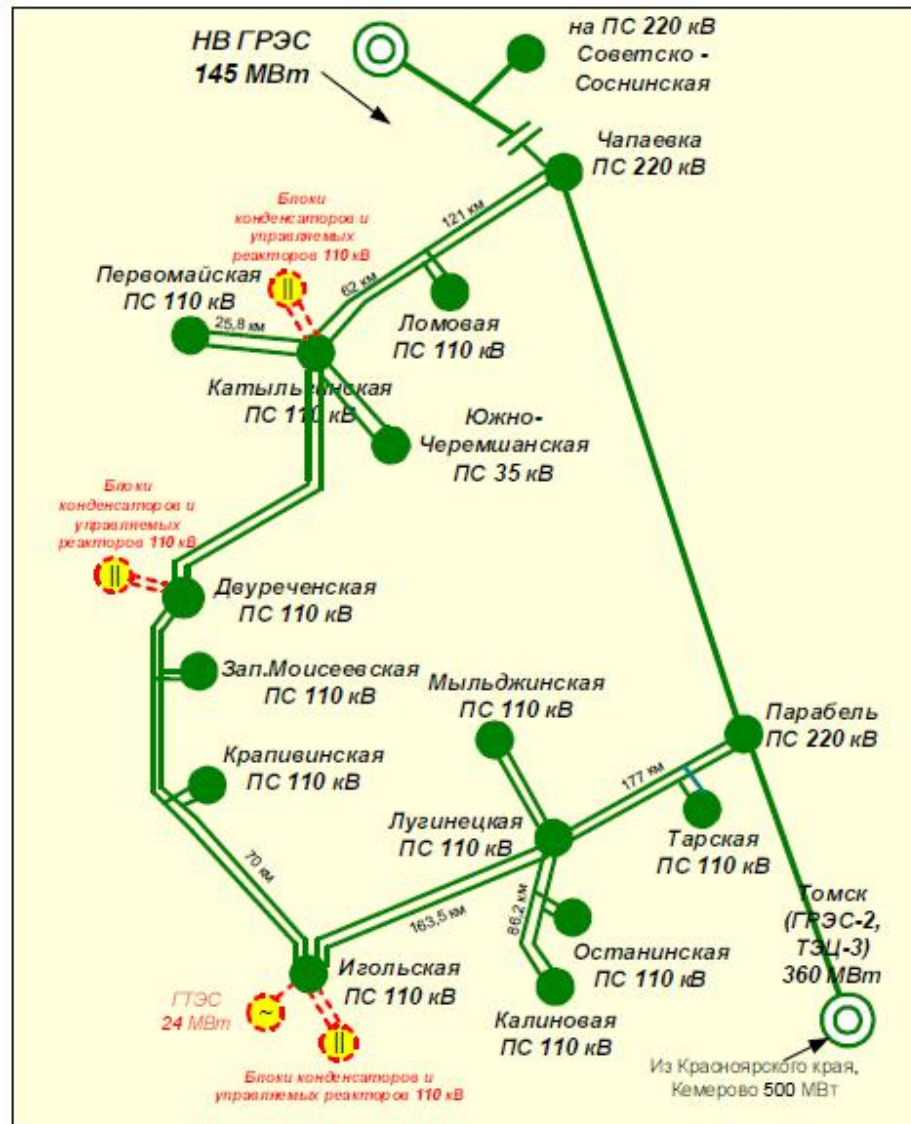 НВ ГРЭС
145 МВт
на ПС 220 кВ
Советско -
Соснинская
Чапаевка
ПС 220 кВ
Блоки
конденсаторов и
управляемых
реакторов 110 кВ
121 км
62 км
Первомайская
ПС 110 кВ
25,8 км
Ломовая
ПС 110 кВ
Катыльгинская
ПС 110 кВ
Южно-
Черемшанская
ПС 35 кВ
Блоки
конденсаторов и
управляемых
реакторов 110 кВ
Двуреченская
ПС 110 кВ
Зап.Моисеевская
ПС 110 кВ
Мыльджинская
ПС 110 кВ
Парабель
ПС 220 кВ
Крапивинская
ПС 110 кВ
177 км
Лугинецкая
ПС 110 кВ
Тарская
ПС 110 кВ
70 км
163,5 км
86,2 км
Томск
(ГРЭС-2,
ТЭЦ-3)
360 МВт
Останинская
ПС 110 кВ
Игольская
ПС 110 кВ
ГТЭС
24 МВт
~
Калиновая
ПС 110 кВ
Блоки конденсаторов и
управляемых реакторов 110 кВ
Из Красноярского края,
Кемерово 500 МВт